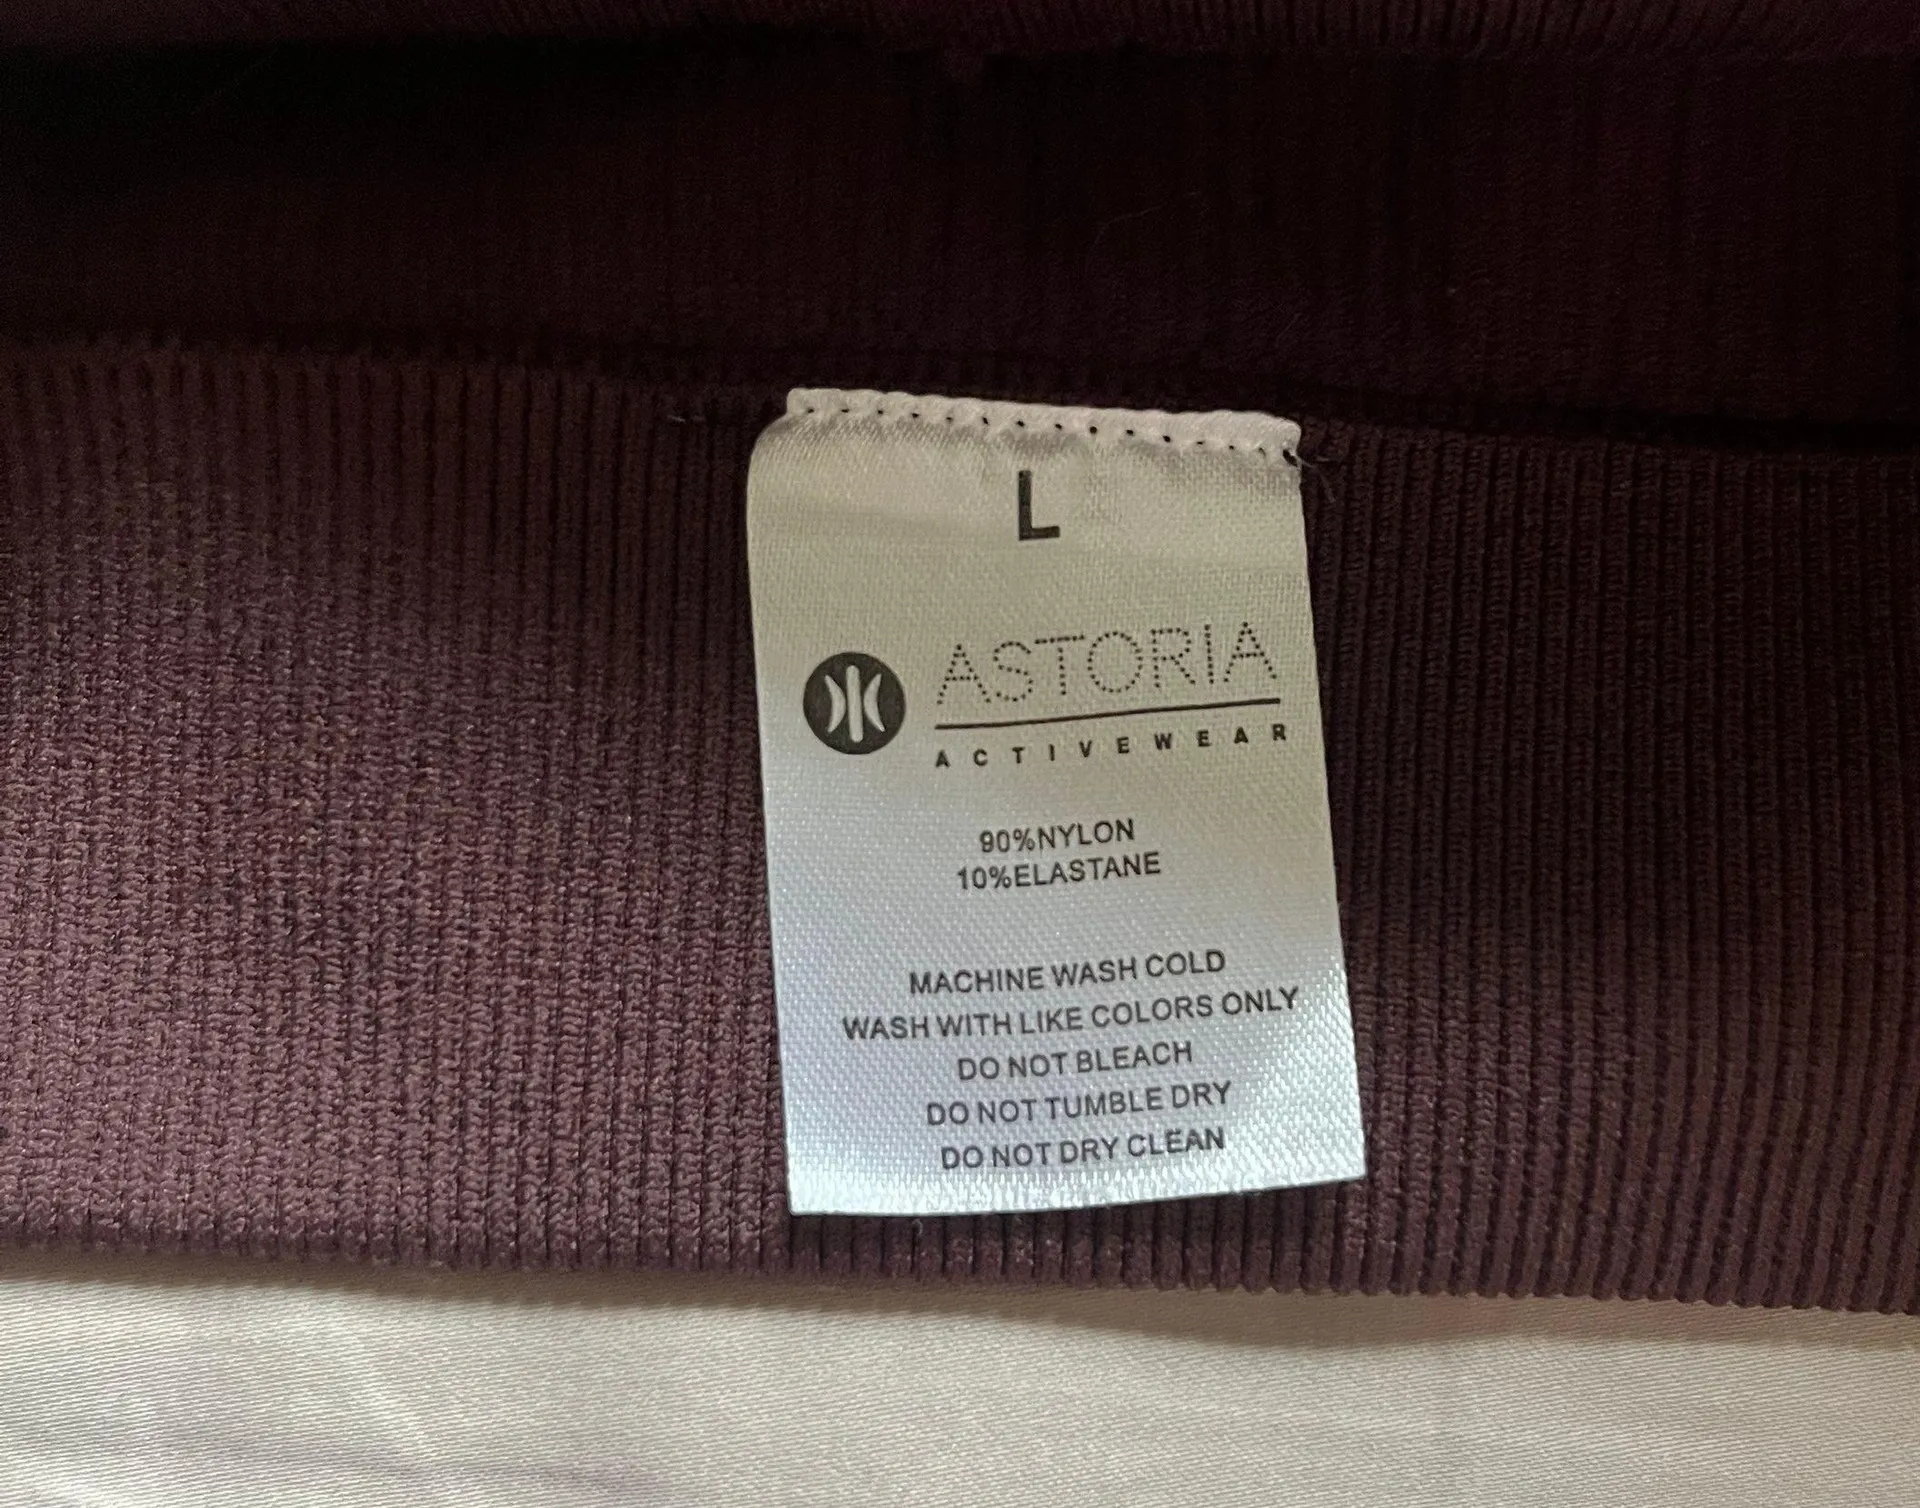 L
ASTORIA
ACTIVEWEAR
90%NYLON
10%ELASTANE
MACHINE WASH COLD
WASH WITH LIKE COLORS ONLY
DO NOT BLEACH
DO NOT TUMBLE DRY
DO NOT DRY CLEAN